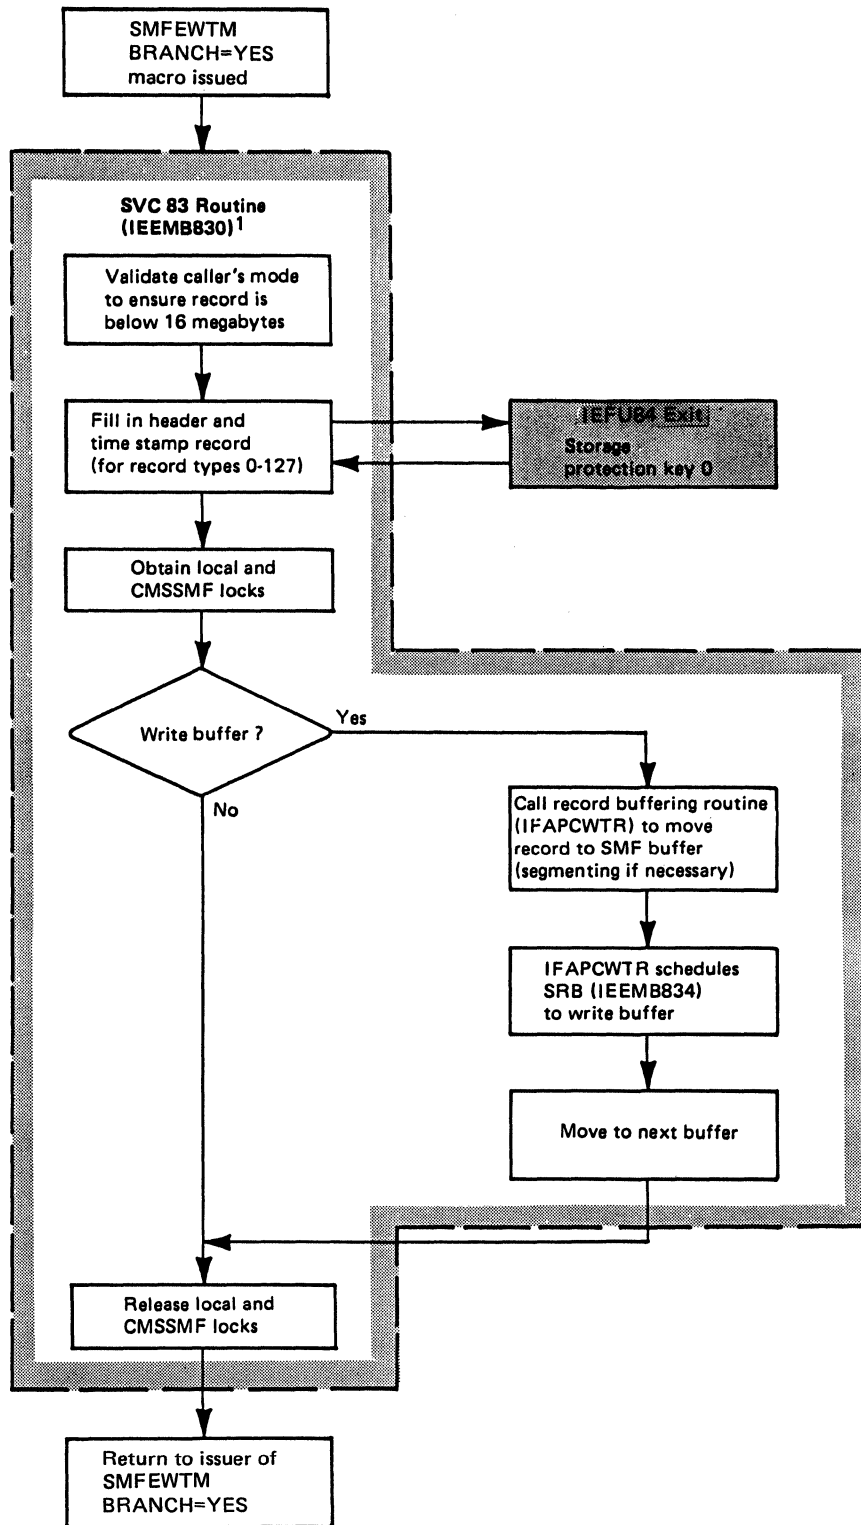 SMFEWTM
BRANCH=YES
macro issued
SVC 83 Routine
(IEEMB830)1
Validate caller's mode
to ensure record is
below 16 megabytes
Fill in header and
time stamp record
(for record types 0-127)
IEFU84 Exit
Storage
protection key 0
Obtain local and
CMSSMF locks
Write buffer ?
Yes
No
Call record buffering routine
(IFAPCWTR) to move
record to SMF buffer
(segmenting if necessary)
IFAPCWTR schedules
SRB (IEEMB834)
to write buffer
Move to next buffer
Release local and
CMSSMF locks
Return to issuer of
SMFEWTM
BRANCH=YES